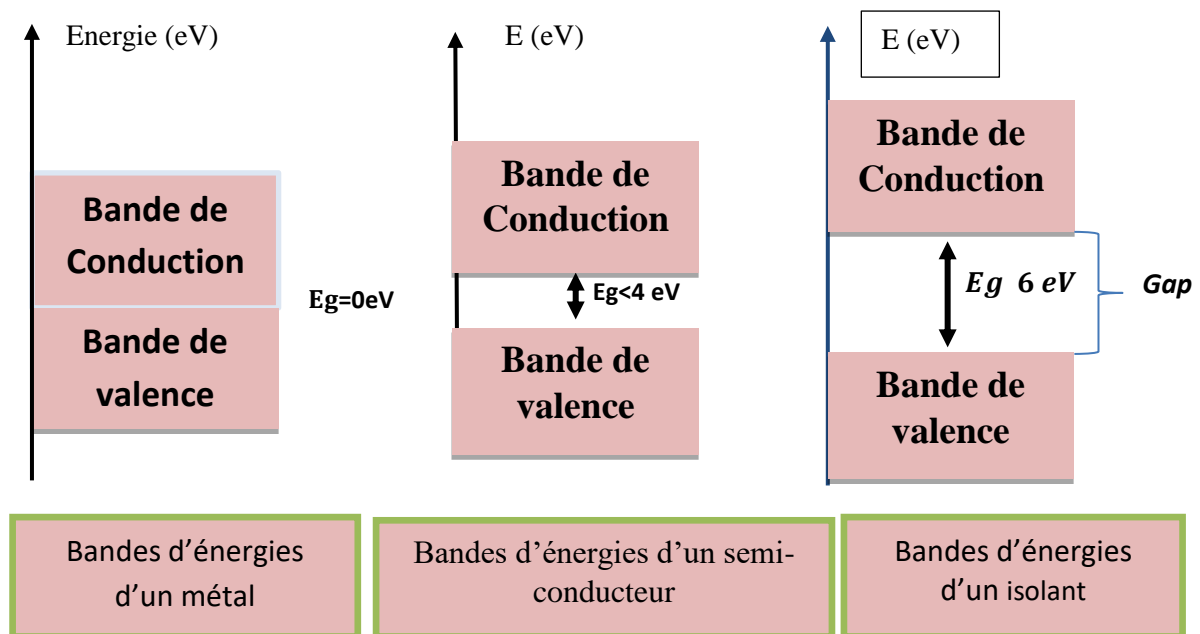 Energie (eV)
Bande de
Conduction
Eg=0eV
Bande de
valence
Bandes d’énergies
d’un métal
E (eV)
Bande de
Conduction
Eg<4 eV
Bande de
valence
Bandes d’énergies d’un semi-
conducteur
E (eV)
Bande de
Conduction
Eg 6 eV
Gap
Bande de
valence
Bandes d’énergies
d’un isolant